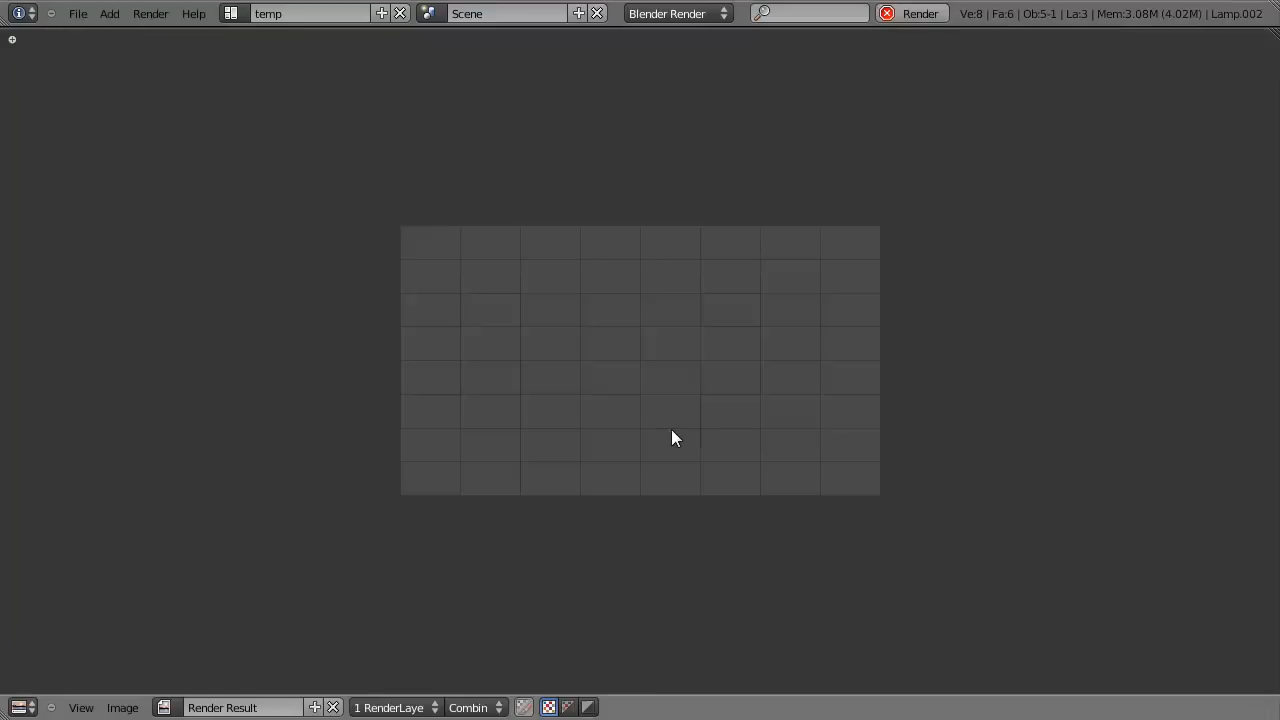 File Add Render Help temp Scene Blender Render Render Ve:8 | Fa:6 | Ob:5-1 | La:3 | Mem:3.08M (4.02M) | Lamp.002
View Image Render Result 1 RenderLaye Combin